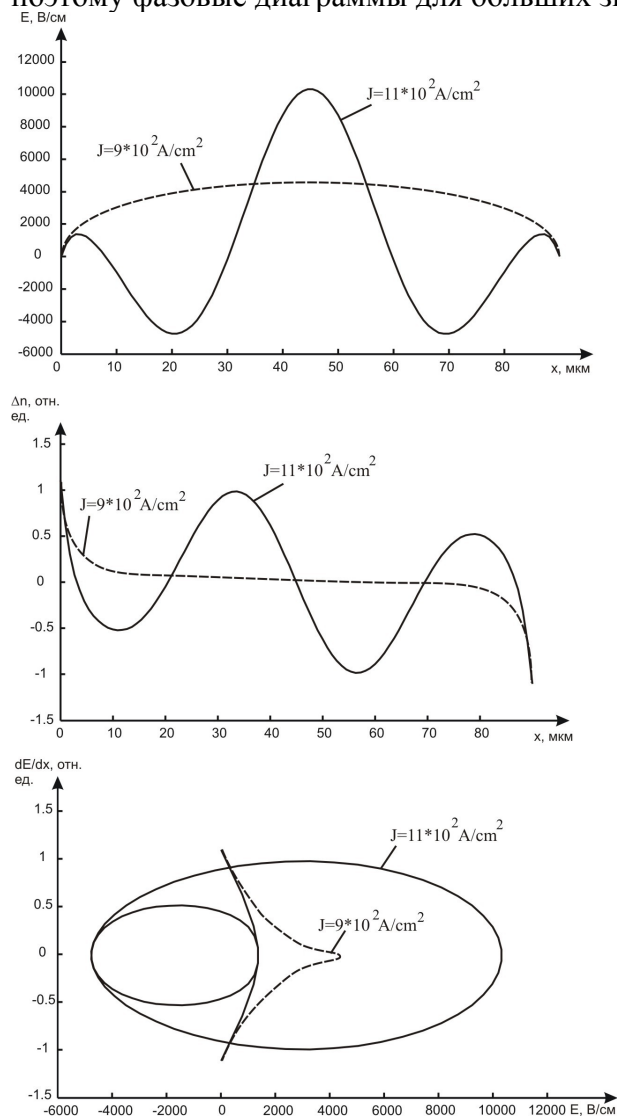 поэтому фазовые диаграммы для больших
E, В/см
12000
10000
8000
6000
4000
2000
0
-2000
-4000
-6000
J=11*10²A/cm²
J=9*10²A/cm²
0 10 20 30 40 50 60 70 80
x, мкм
Δn, отн.
ед.
1.5
1
0.5
0
-0.5
-1
-1.5
J=11*10²A/cm²
J=9*10²A/cm²
0 10 20 30 40 50 60 70 80
x, мкм
dE/dx, отн.
ед.
1.5
1
0.5
0
-0.5
-1
-1.5
J=11*10²A/cm²
J=9*10²A/cm²
-6000 -4000 -2000 0 2000 4000 6000 8000 10000 12000 E, В/см